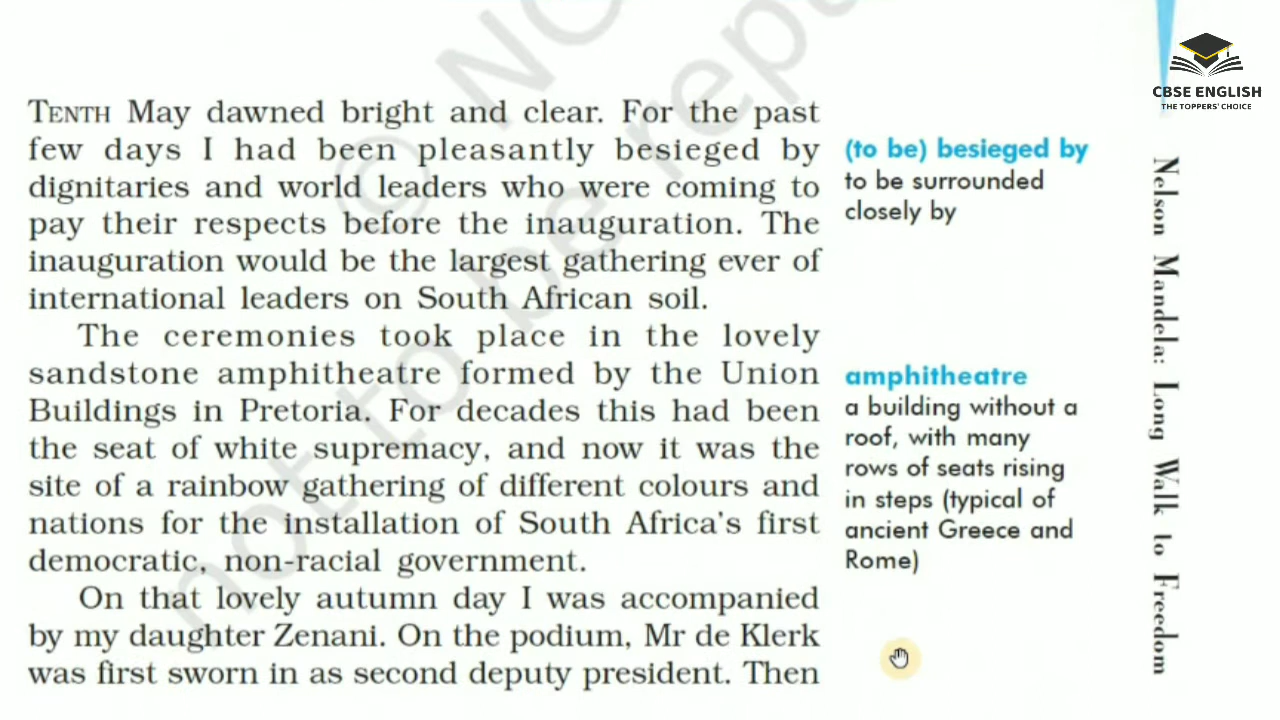 TENTH May dawned bright and clear. For the past
few days I had been pleasantly besieged by
dignitaries and world leaders who were coming to
pay their respects before the inauguration. The
inauguration would be the largest gathering ever of
international leaders on South African soil.
The ceremonies took place in the lovely
sandstone amphitheatre formed by the Union
Buildings in Pretoria. For decades this had been
the seat of white supremacy, and now it was the
site of a rainbow gathering of different colours and
nations for the installation of South Africa's first
democratic, non-racial government.
On that lovely autumn day I was accompanied
by my daughter Zenani. On the podium, Mr de Klerk
was first sworn in as second deputy president. Then
(to be) besieged by
to be surrounded
closely by
amphitheatre
a building without a
roof, with many
rows of seats rising
in steps (typical of
ancient Greece and
Rome)
CBSE ENGLISH
THE TOPPERS' CHOICE
Nelson Mandela: Long Walk to Freedom
© NO
not to be rep